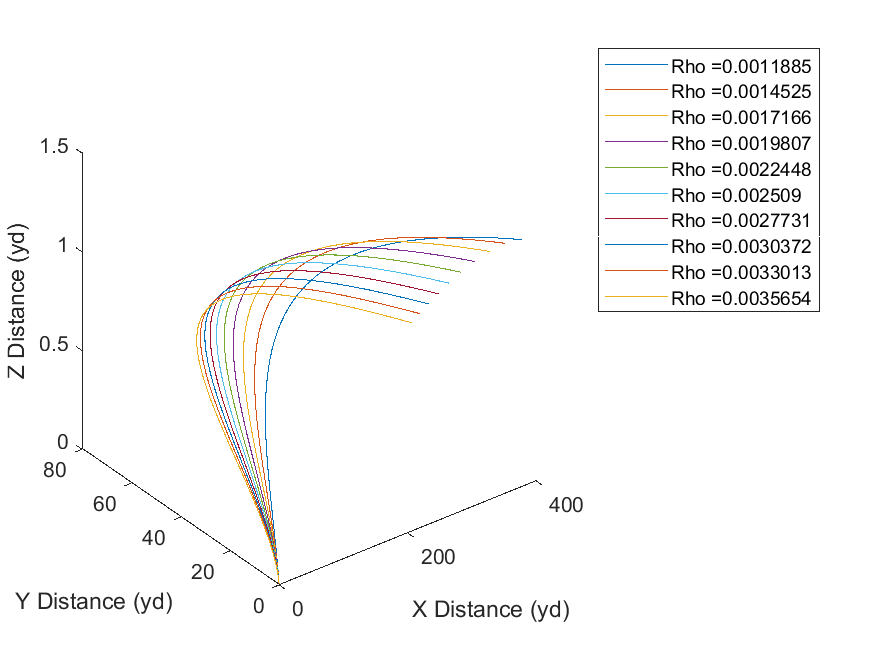 Rho =0.0011885
Rho =0.0014525
Rho =0.0017166
Rho =0.0019807
Rho =0.0022448
Rho =0.002509
Rho =0.0027731
Rho =0.0030372
Rho =0.0033013
Rho =0.0035654
1.5
1
0.5
0
Z Distance (yd)
80
60
40
20
0
Y Distance (yd)
0
200
400
X Distance (yd)